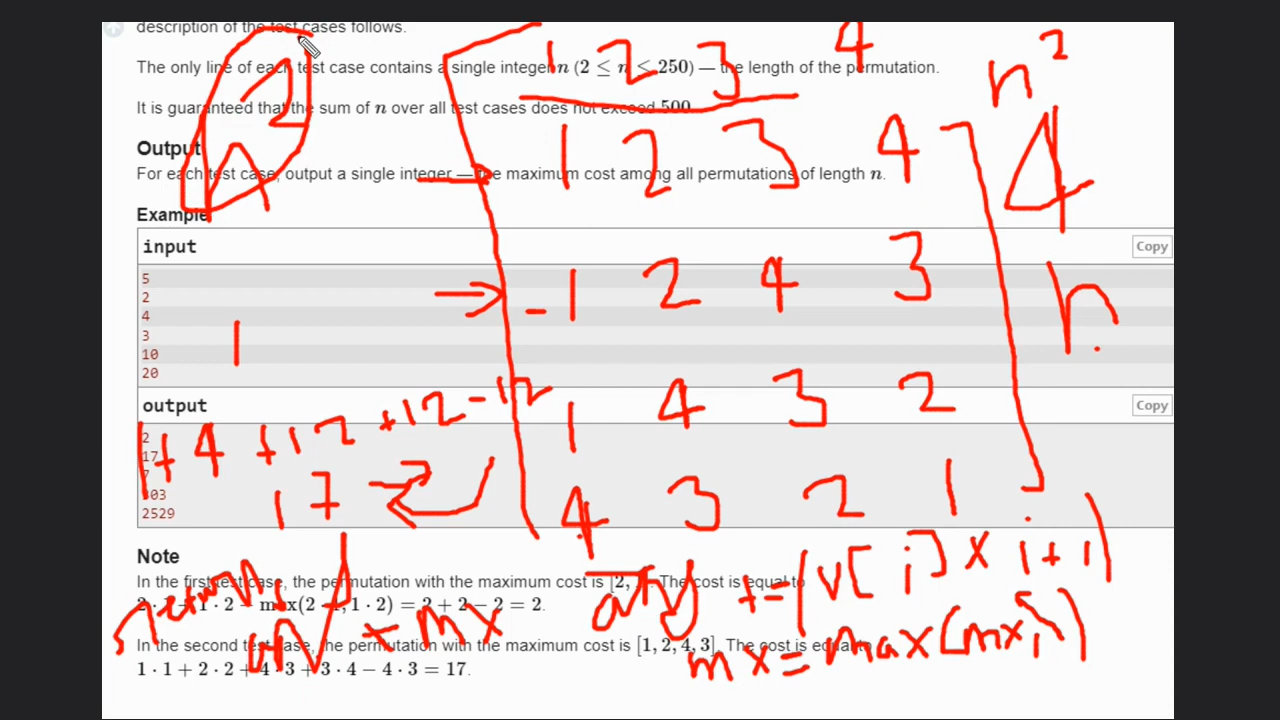 description of the test cases follows.
The only line of each test case contains a single integer n (2 ≤ n ≤ 250) — the length of the permutation.
It is guaranteed that the sum of n over all test cases does not exceed 500.
Output
For each test case, output a single integer — the maximum cost among all permutations of length n.
Example
input
Copy
5
2
4
3
10
20
output
Copy
2
17
7
303
2529
Note
In the first test case, the permutation with the maximum cost is [2, 1]. The cost is equal to
2 · 1 + 1 · 2 − max(2 · 1, 1 · 2) = 2 + 2 − 2 = 2.
In the second test case, the permutation with the maximum cost is [1, 2, 4, 3]. The cost is equal to
1 · 1 + 2 · 2 + 4 · 3 + 3 · 4 − 4 · 3 = 17.
1 2 3 4
n 2
1 2 3 4
4
- 1 2 4 3
n
1
1 4 3 2
1 + 4 + 12 + 12 - 12
17
4 3 2 1
+= (v[i] x i+1)
mx = max(mx,